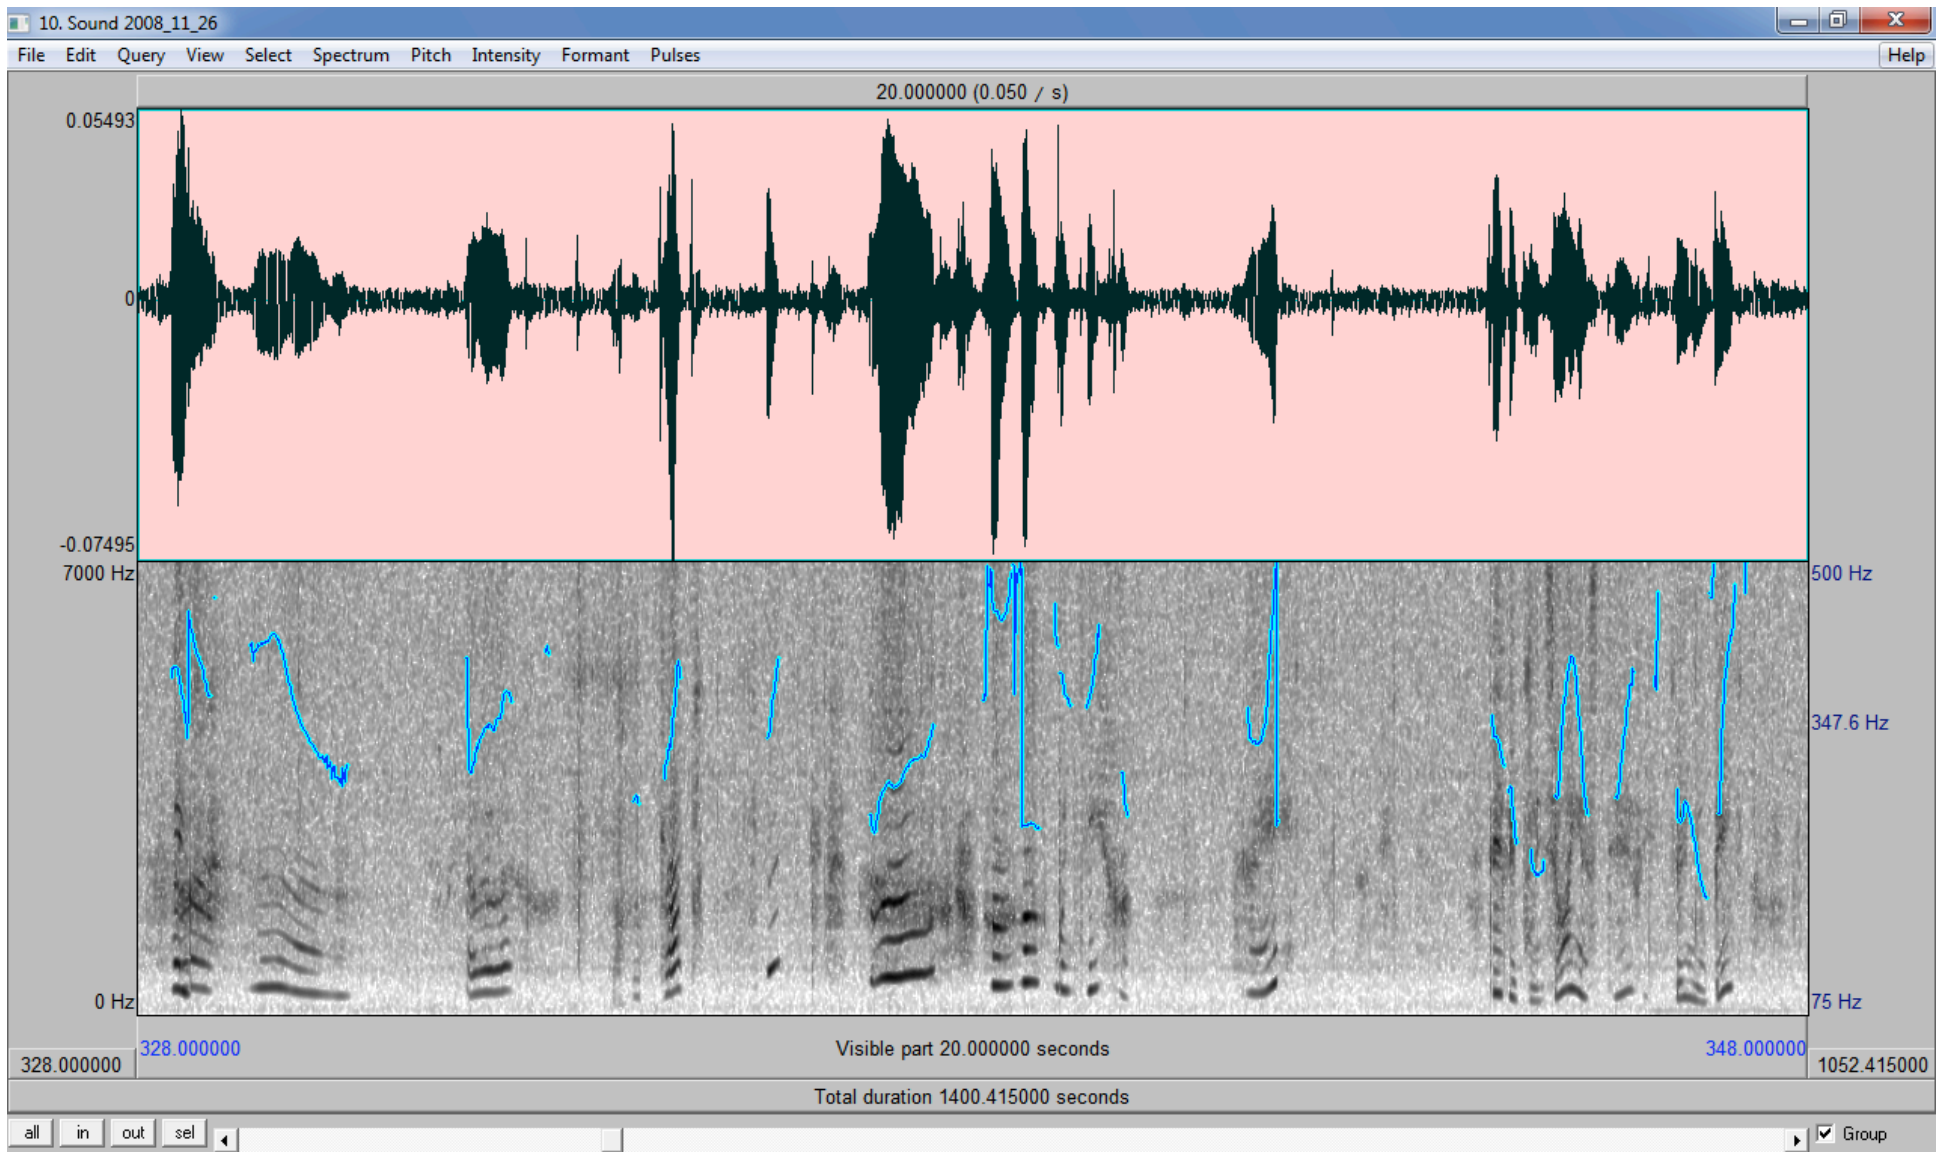 10. Sound 2008_11_26
File Edit Query View Select Spectrum Pitch Intensity Formant Pulses Help
20.000000 (0.050 / s)
0.05493
0
-0.07495
7000 Hz
500 Hz
347.6 Hz
0 Hz
75 Hz
328.000000
328.000000 Visible part 20.000000 seconds 348.000000
1052.415000
Total duration 1400.415000 seconds
all in out sel Group